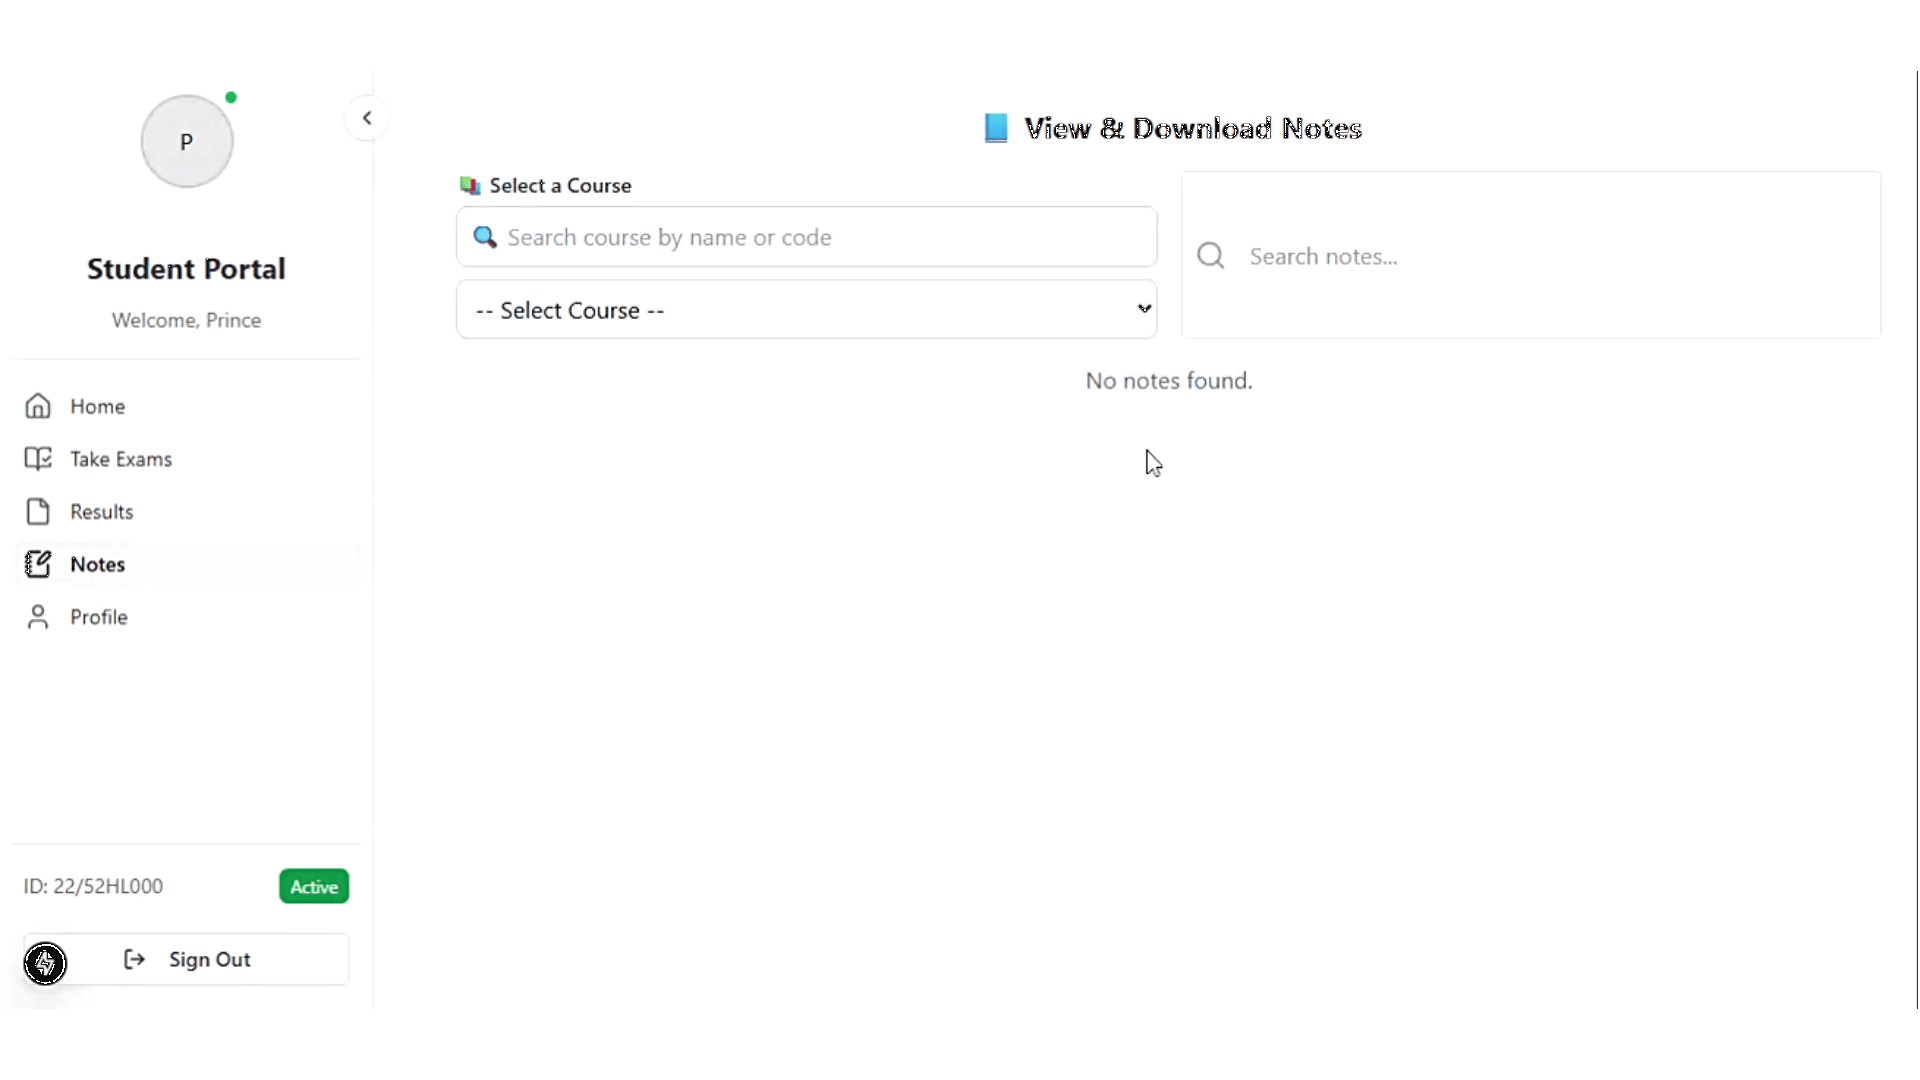 P
Student Portal
Welcome, Prince
Home
Take Exams
Results
Notes
Profile
ID: 22/52HL000
Active
Sign Out
View & Download Notes
Select a Course
Search course by name or code
-- Select Course --
Search notes...
No notes found.